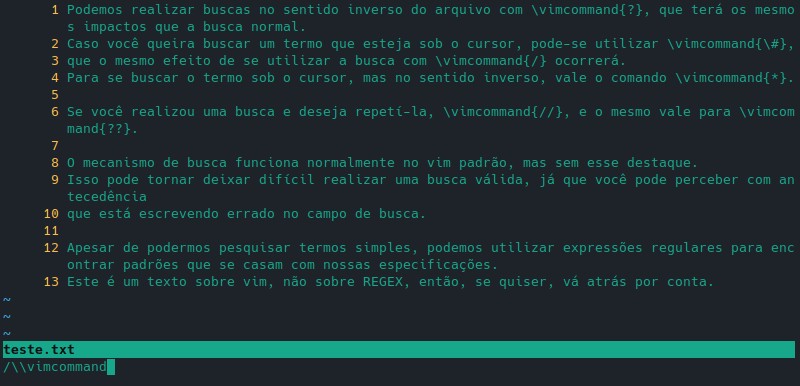 1 Podemos realizar buscas no sentido inverso do arquivo com \vimcommand{?}, que terá os mesmo
s impactos que a busca normal.
2 Caso você queira buscar um termo que esteja sob o cursor, pode-se utilizar \vimcommand{\#},
3 que o mesmo efeito de se utilizar a busca com \vimcommand{/} ocorrerá.
4 Para se buscar o termo sob o cursor, mas no sentido inverso, vale o comando \vimcommand{*}.
5
6 Se você realizou uma busca e deseja repetí-la, \vimcommand{//}, e o mesmo vale para \vimcom
mand{??}.
7
8 O mecanismo de busca funciona normalmente no vim padrão, mas sem esse destaque.
9 Isso pode tornar deixar difícil realizar uma busca válida, já que você pode perceber com an
tecedência
10 que está escrevendo errado no campo de busca.
11
12 Apesar de podermos pesquisar termos simples, podemos utilizar expressões regulares para enc
ontrar padrões que se casam com nossas especificações.
13 Este é um texto sobre vim, não sobre REGEX, então, se quiser, vá atrás por conta.
~
~
~
teste.txt
/\\vimcommand